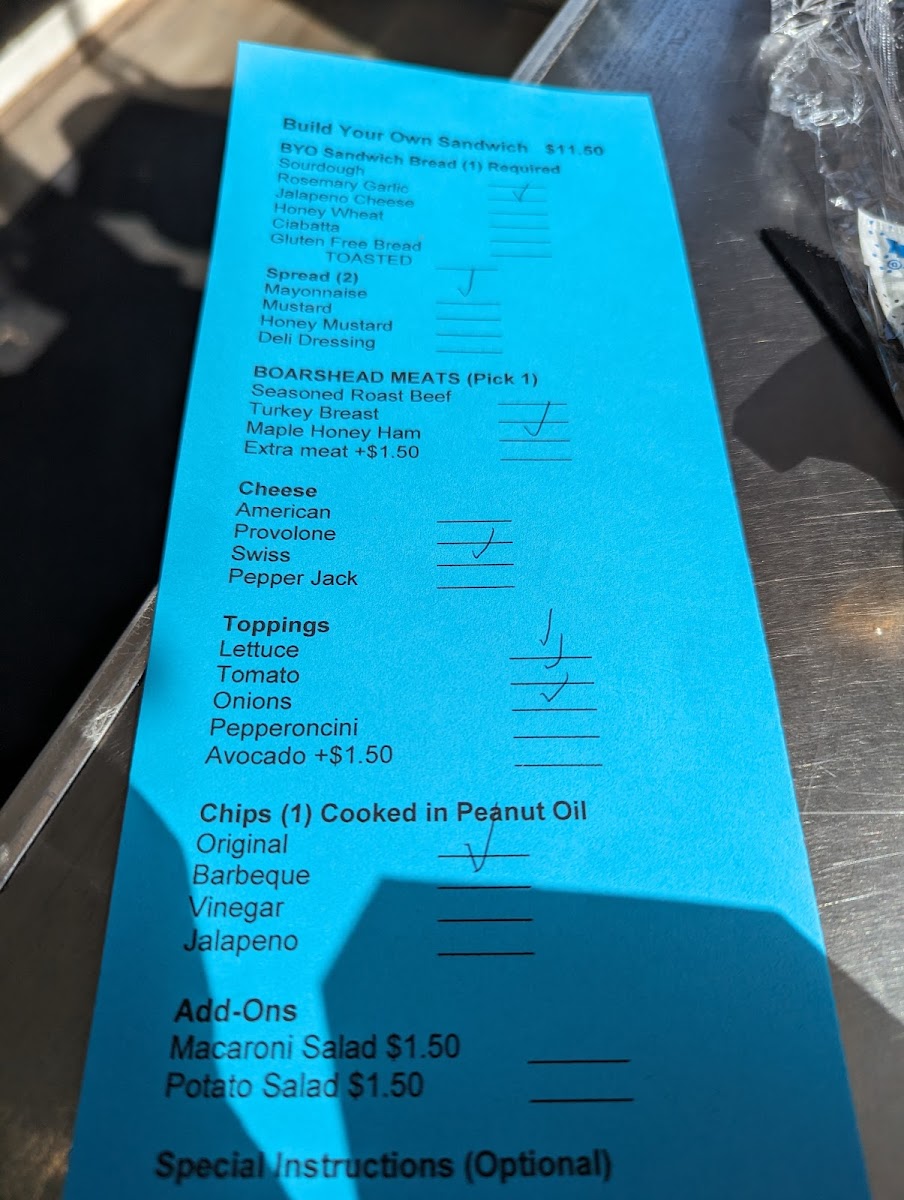 Build Your Own Sandwich $11.50
BYO Sandwich Bread (1) Required
Sourdough
Rosemary Garlic
Jalapeno Cheese
Honey Wheat
Ciabatta
Gluten Free Bread
TOASTED
Spread (2)
Mayonnaise
Mustard
Honey Mustard
Deli Dressing
BOARSHEAD MEATS (Pick 1)
Seasoned Roast Beef
Turkey Breast
Maple Honey Ham
Extra meat +$1.50
Cheese
American
Provolone
Swiss
Pepper Jack
Toppings
Lettuce
Tomato
Onions
Pepperoncini
Avocado +$1.50
Chips (1) Cooked in Peanut Oil
Original
Barbeque
Vinegar
Jalapeno
Add-Ons
Macaroni Salad $1.50
Potato Salad $1.50
Special Instructions (Optional)